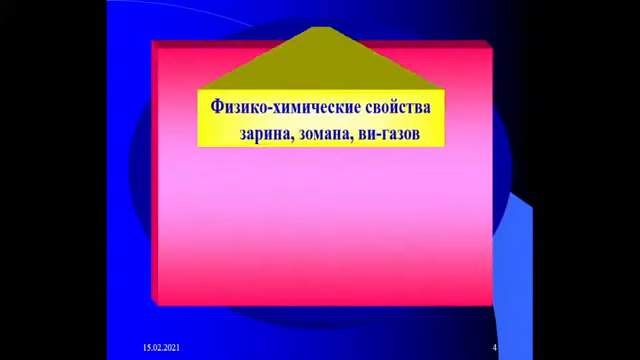 Физико-химические свойства
зарина, зомана, ви-газов
15.02.2021
4